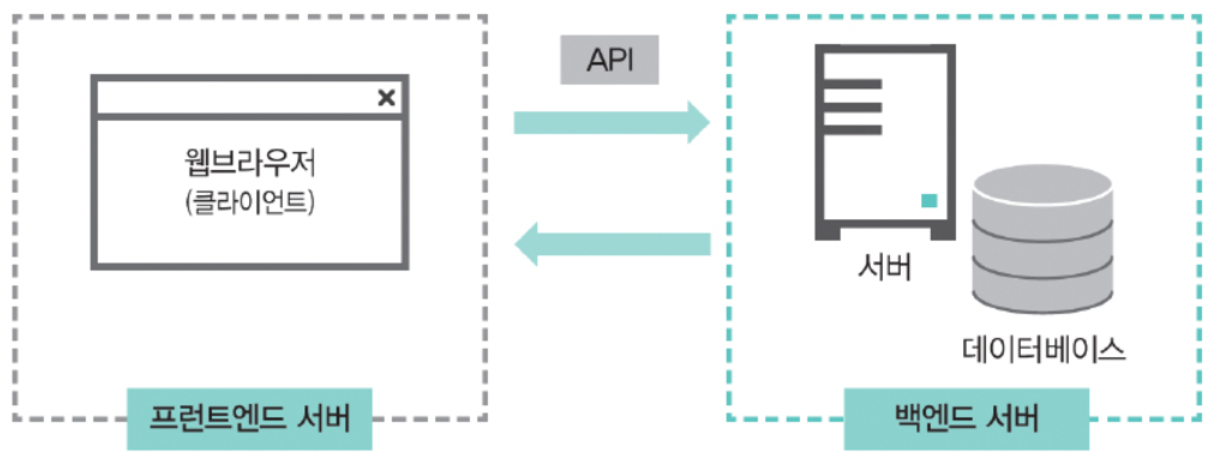 API
웹브라우저
(클라이언트)
서버
데이터베이스
프런트엔드 서버
백엔드 서버